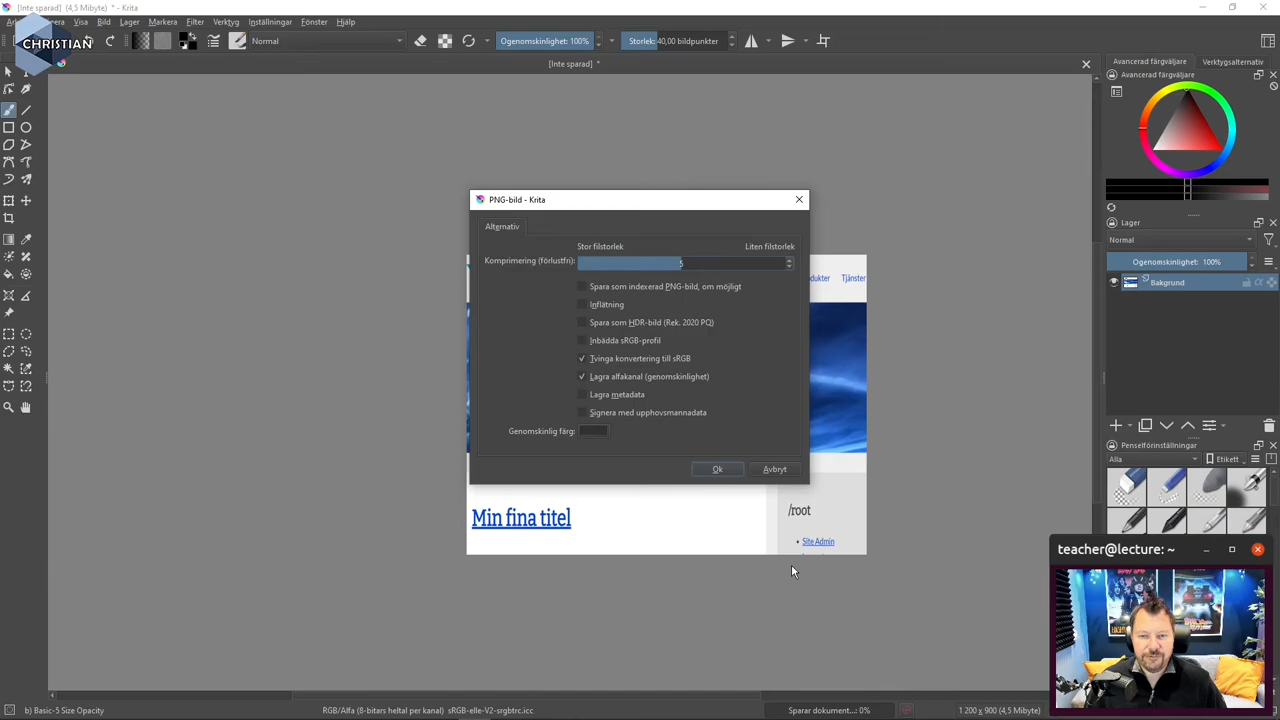 [Inte sparad] (4,5 Mibyte) * - Krita
Visa Bild Lager Markera Filter Verktyg Inställningar Fönster Hjälp
CHRISTIAN
Normal
Ogenomskinlighet: 100%
Storlek: 40,00 bildpunkter
[Inte sparad] *
Avancerad färgväljare
Verktygsalternativ
Avancerad färgväljare
PNG-bild - Krita
Alternativ
Stor filstorlek
Liten filstorlek
Komprimering (förlustfri):
5
Spara som indexerad PNG-bild, om möjligt
Inflätning
Spara som HDR-bild (Rek. 2020 PQ)
Inbädda sRGB-profil
Tvinga konvertering till sRGB
Lagra alfakanal (genomskinlighet)
Lagra metadata
Signera med upphovsmannadata
Genomskinlig färg:
Ok
Avbryt
Tjänster
Min fina titel
/root
Site Admin
Lager
Normal
Ogenomskinlighet: 100%
Bakgrund
Penselförinställningar
Alla
Etikett
teacher@lecture: ~
b) Basic-5 Size Opacity
RGB/Alfa (8-bitars heltal per kanal) sRGB-elle-V2-srgbtrc.icc
Sparar dokument...: 0%
1 200 x 900 (4,5 Mibyte)